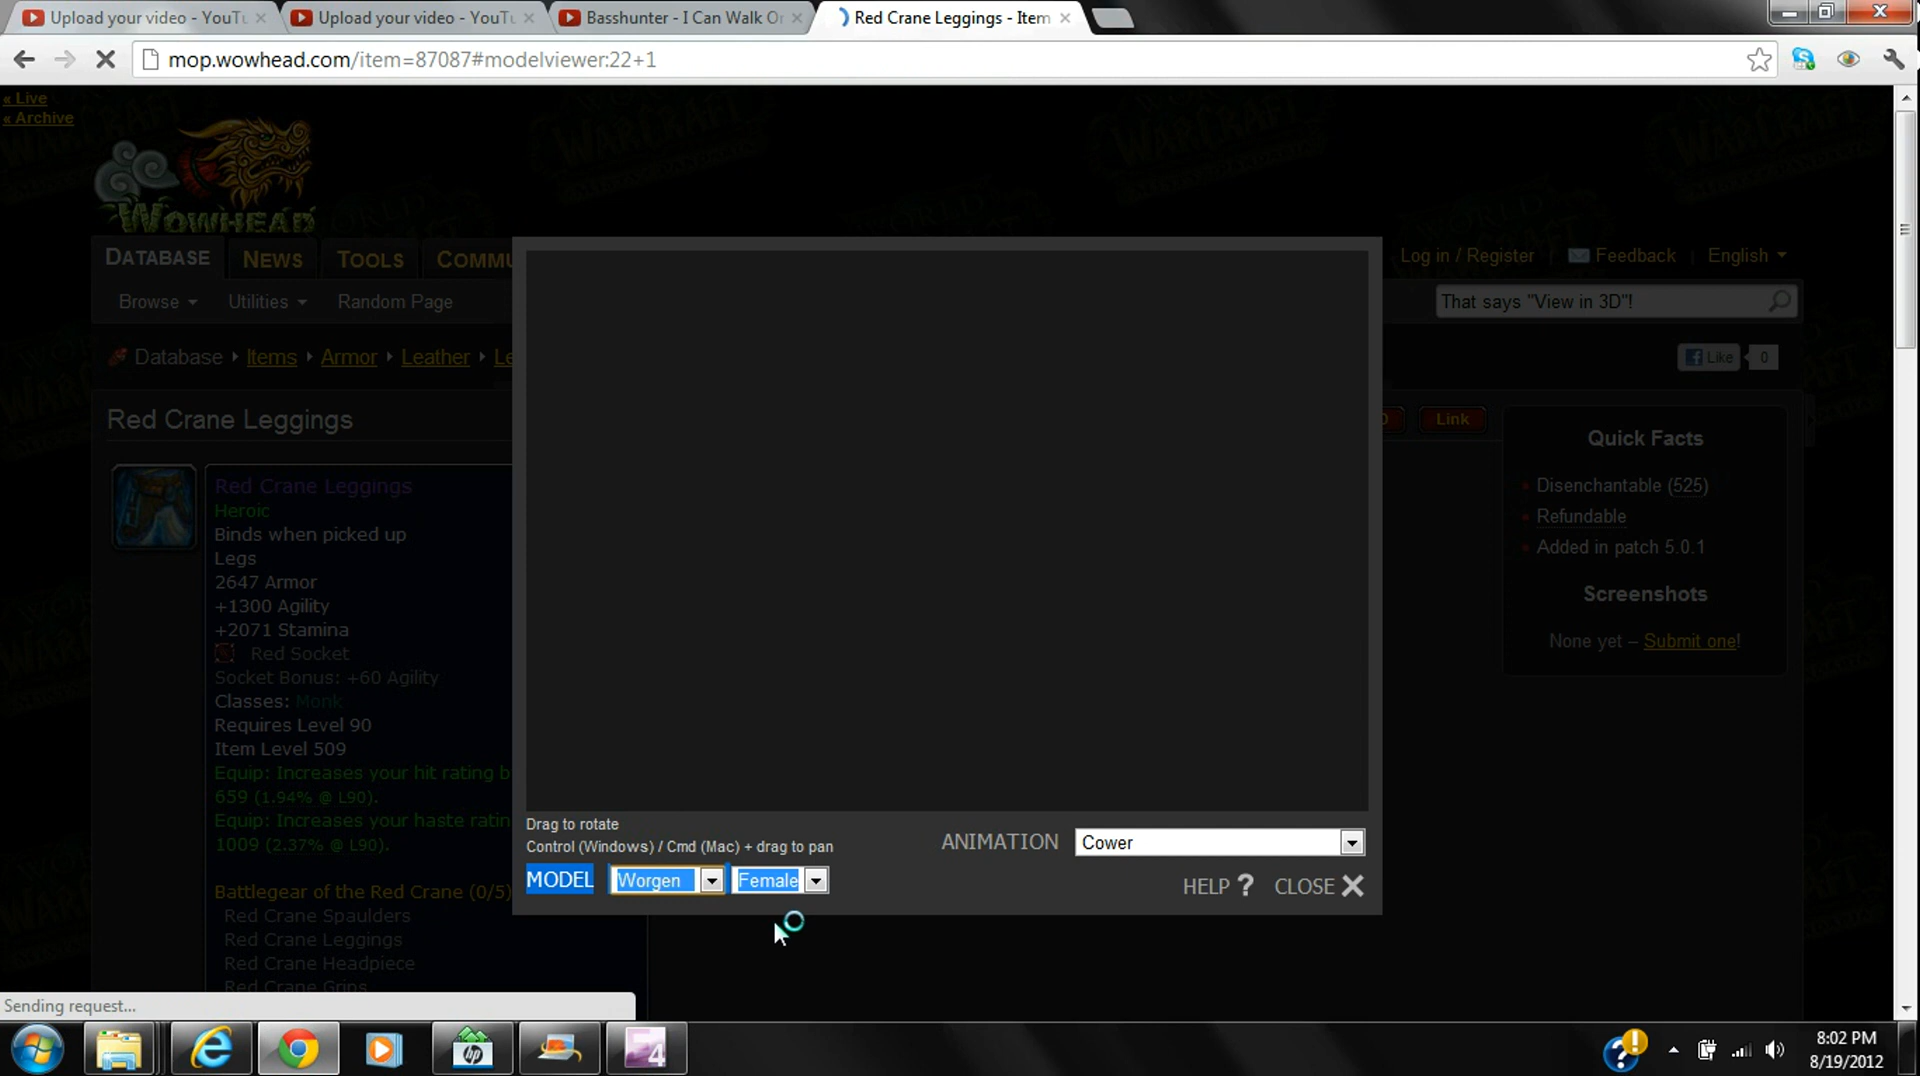 Upload your video - YouTu
Upload your video - YouTu
Basshunter - I Can Walk On
Red Crane Leggings - Item
mop.wowhead.com/item=87087#modelviewer:22+1
« Live
« Archive
WOWHEAD
DATABASE NEWS TOOLS COMMU
Log in / Register Feedback English
Browse Utilities Random Page
That says "View in 3D"!
Database Items Armor Leather Le
Like 0
Red Crane Leggings
D Link
Quick Facts
Red Crane Leggings
Heroic
Binds when picked up
Legs
2647 Armor
+1300 Agility
+2071 Stamina
Red Socket
Socket Bonus: +60 Agility
Classes: Monk
Requires Level 90
Item Level 509
Equip: Increases your hit rating b
659 (1.94% @ L90).
Equip: Increases your haste ratin
1009 (2.37% @ L90).
Battlegear of the Red Crane (0/5)
Red Crane Spaulders
Red Crane Leggings
Red Crane Headpiece
Red Crane Grips
Disenchantable (525)
Refundable
Added in patch 5.0.1
Screenshots
None yet – Submit one!
Drag to rotate
Control (Windows) / Cmd (Mac) + drag to pan
ANIMATION Cower
MODEL Worgen Female
HELP ? CLOSE X
Sending request...
hp
4
8:02 PM
8/19/2012